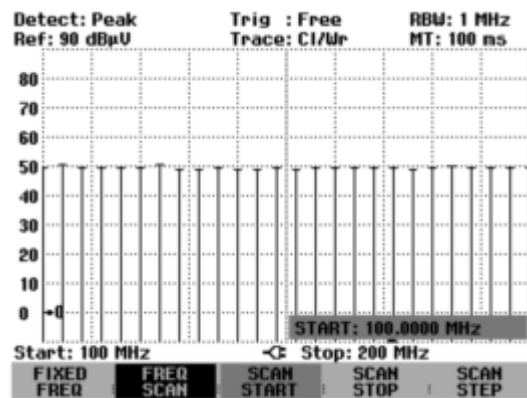 Detect: Peak Trig : Free RBW: 1 MHz
Ref: 90 dBµV Trace: Cl/Wr MT: 100 ms
80
70
60
50
40
30
20
10
0
START: 100.0000 MHz
Start: 100 MHz Stop: 200 MHz
FIXED FREQ SCAN SCAN SCAN
FREQ SCAN START STOP STEP